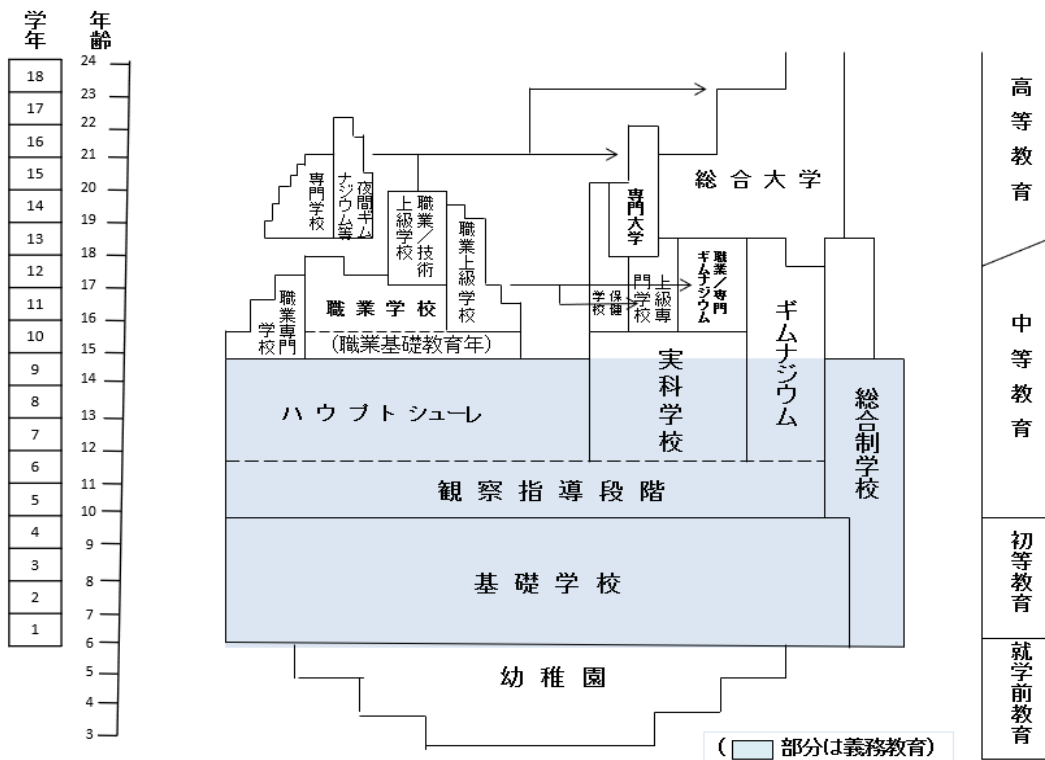 学年
年齢
18
17
16
15
14
13
12
11
10
9
8
7
6
5
4
3
2
1
24
23
22
21
20
19
18
17
16
15
14
13
12
11
10
9
8
7
6
5
4
3
専門学校
夜間ギム
ナジウム等
職業／技術
上級学校
職業上級学校
職業専門
学校
職業学校
(職業基礎教育年)
専門大学
総合大学
保健
学校
上級専
門学校
職業／専門
ギムナジウム
ギムナジウム
実科学校
ハウプトシューレ
総合制学校
観察指導段階
基礎学校
幼稚園
高等教育
中等教育
初等教育
就学前教育
( 部分は義務教育)